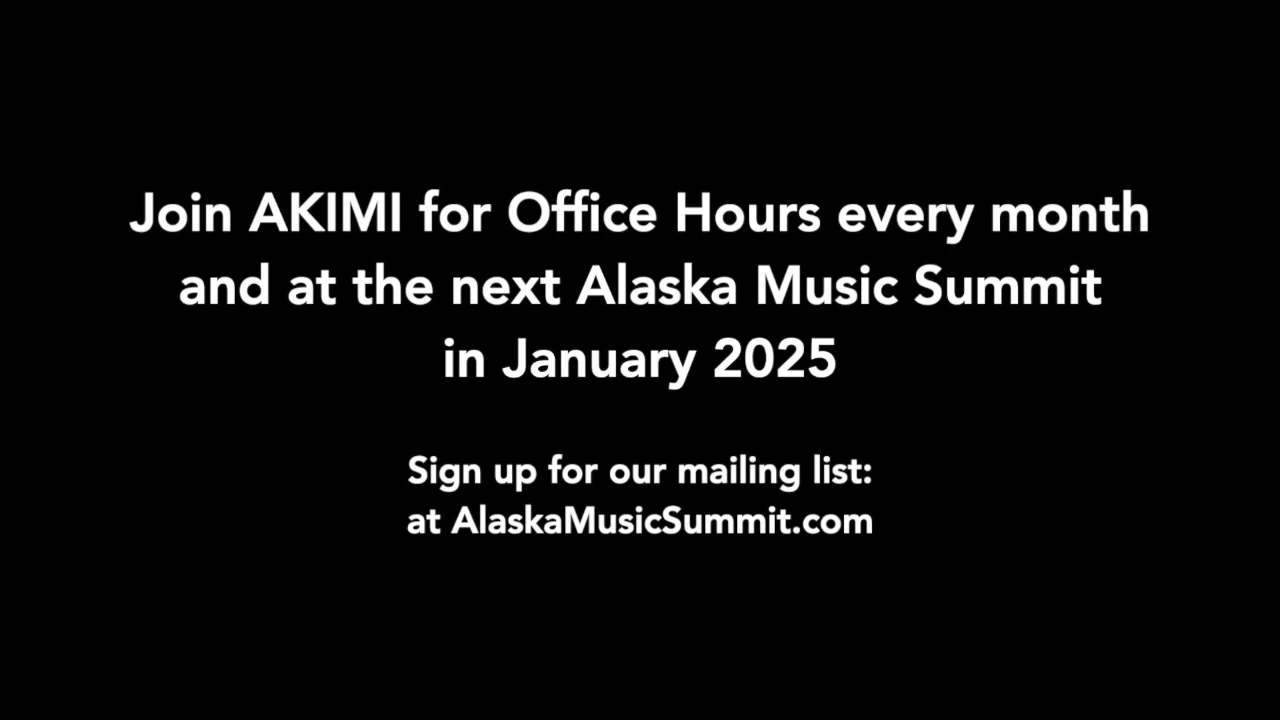 Join AKIMI for Office Hours every month
and at the next Alaska Music Summit
in January 2025
Sign up for our mailing list:
at AlaskaMusicSummit.com